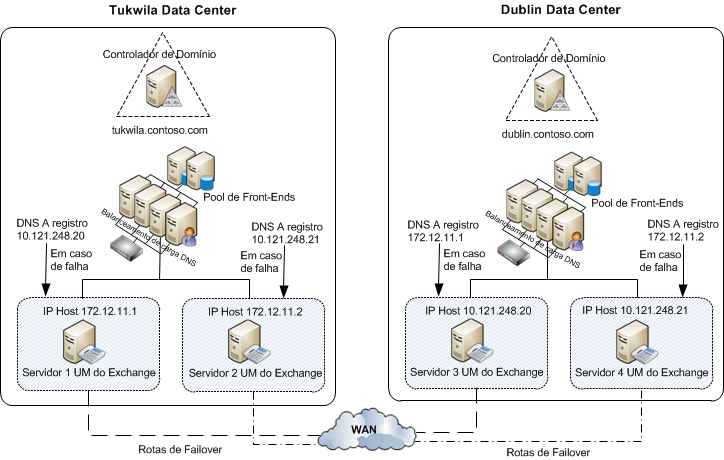 Tukwila Data Center
Controlador de Domínio
tukwila.contoso.com
Pool de Front-Ends
Balanceamento de carga DNS
DNS A registro
10.121.248.20
Em caso
de falha
DNS A registro
10.121.248.21
Em caso
de falha
IP Host 172.12.11.1
Servidor 1 UM do Exchange
IP Host 172.12.11.2
Servidor 2 UM do Exchange
Dublin Data Center
Controlador de Domínio
dublin.contoso.com
Pool de Front-Ends
Balanceamento de carga DNS
DNS A registro
172.12.11.1
Em caso
de falha
DNS A registro
172.12.11.2
Em caso
de falha
IP Host 10.121.248.20
Servidor 3 UM do Exchange
IP Host 10.121.248.21
Servidor 4 UM do Exchange
WAN
Rotas de Failover
Rotas de Failover